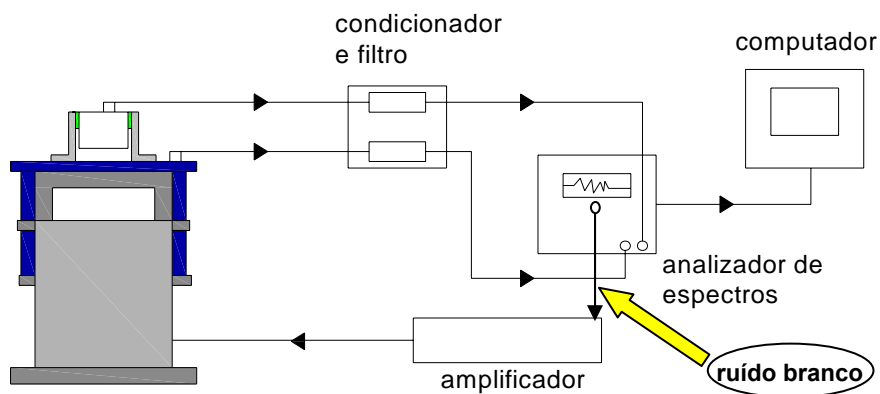 condicionador
e filtro
computador
analizador de
espectros
amplificador
ruído branco